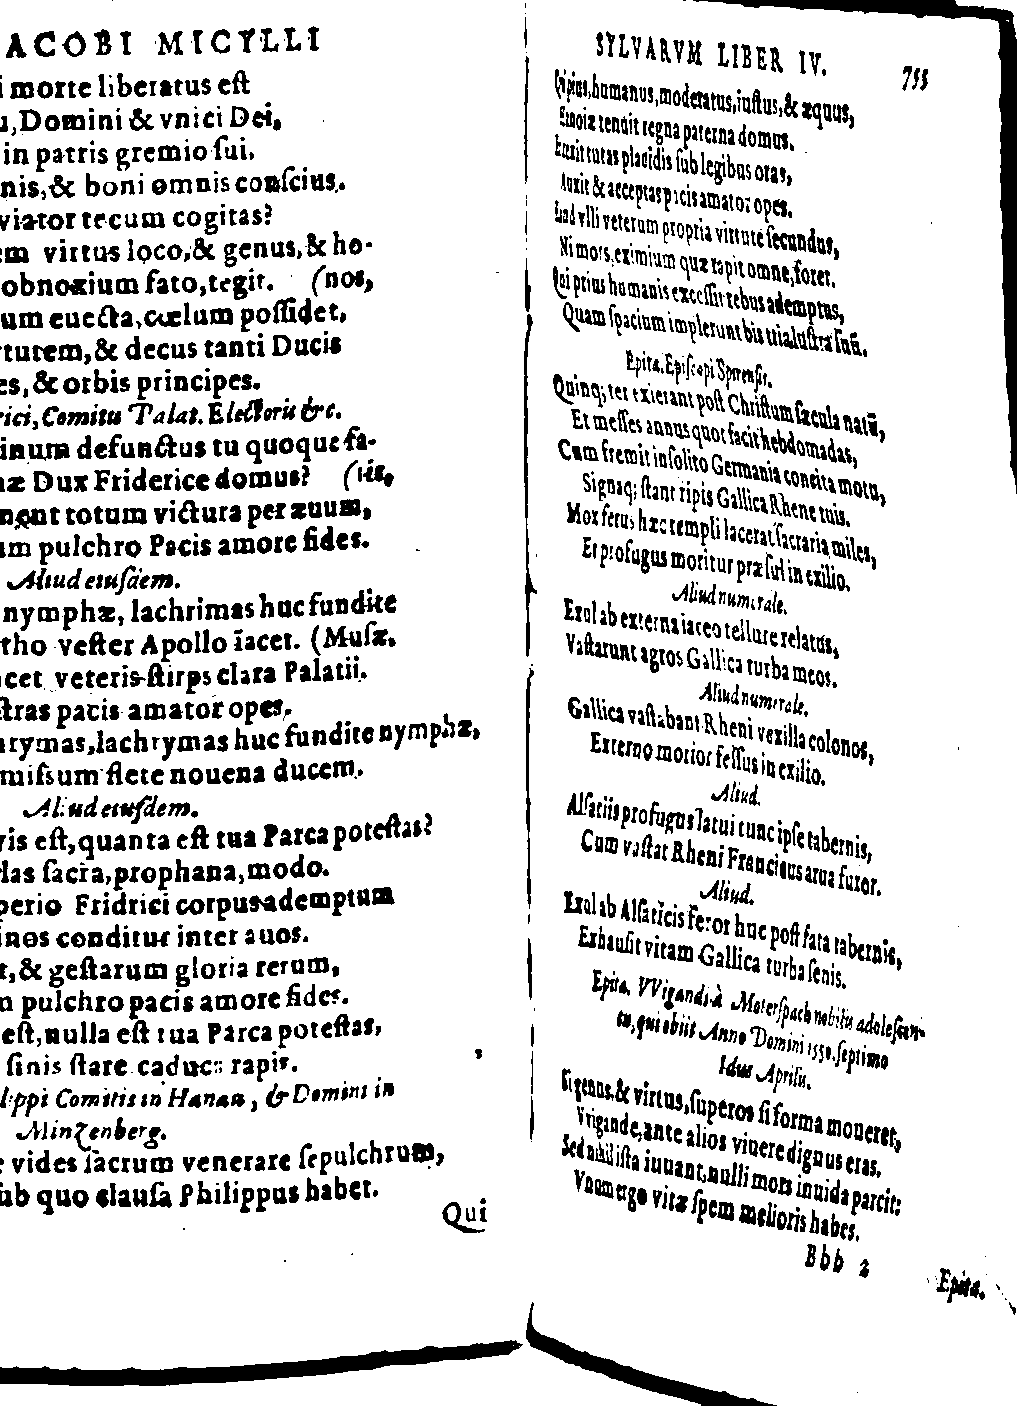 ACOBI MICYLLI
i morte liberatus eſt
u, Domini & vnici Dei,
in patris gremio ſui.
nis, & boni omnis conſcius.
viator tecum cogitas?
em virtus loco, & genus, & ho-
obnoxium fato, tegit. (nos,
um euecta, cœlum poſſidet,
rtutem, & decus tanti Ducis
es, & orbis principes.
rici, Comitu Palat. Electoris &c.
inum defunctus tu quoque fa-
næ Dux Friderice domus? (tis,
nent totum victura per æuum,
um pulchro Pacis amore fides.
Aliud eiuſdem.
nymphæ, lachrimas huc fundite
tho veſter Apollo iacet. (Muſæ,
acet veteris ſtirps clara Palatii.
ſtras pacis amator opes.
hrymas, lachrymas huc fundite nymphæ,
miſsum flete nouena ducem.
Aliud eiuſdem.
vis eſt, quanta eſt tua Parca poteſtas?
las ſacra, prophana, modo.
perio Fridrici corpus ademptum
inos conditur inter auos.
t, & geſtarum gloria rerum,
m pulchro pacis amore fides.
eſt, nulla eſt tua Parca poteſtas,
ſinis ſtare caduca rapis.
lippi Comitis in Hanau, & Domini in
Minzenberg.
vides ſacrum venerare ſepulchrum,
ſub quo clauſa Philippus habet.
Qui
SYLVARVM LIBER IV. 755
humanus, moderatus, iuſtus, & æquus,
tenuit regna paterna domus.
tutas placidis ſub legibus oras,
Auxit & acceptas pacis amator opes.
vlli veterum propria virtute ſecundus,
Ni mors, eximium quæ rapit omne, foret.
Qui prius humanis exceſſit rebus ademptus,
Quam ſpacium implerunt bis tria luſtra ſuũ.
Epita. Epiſcopi Spirenſis.
Quinq; ter exierant poſt Chriſtum ſæcula natũ,
Et meſſes annus quot facit hebdomadas,
Cum fremit inſolito Germania concita motu,
Signaq; ſtant ripis Gallica Rhene tuis.
Mox ferus hæc templi lacerat ſacraria miles,
Et profugus moritur præſul in exilio.
Aliud numerale.
Exul ab externa iaceo tellure relatus,
Vaſtarunt agros Gallica turba meos.
Aliud numerale.
Gallica vaſtabant Rheni vexilla colonos,
Externo morior feſſus in exilio.
Aliud.
Alſatiis profugus latui tunc ipſe tabernis,
Cum vaſtat Rheni Francicus arua furor.
Aliud.
Exul ab Alſaticis feror huc poſt fata tabernis,
Exhauſit vitam Gallica turba ſenis.
Epita. VVigandi à Moterſpach nobilis adoleſcen-
tis, qui obiit Anno Domini 1550. ſeptimo
Idus Aprilis.
Si genus & virtus, ſuperos ſi forma moueret,
Vvigande, ante alios viuere dignus eras.
Sed nihil iſta iuuant, nulli mors inuida parcit:
Vnum ergo vitæ ſpem melioris habes.
Bbb 2
Epita.